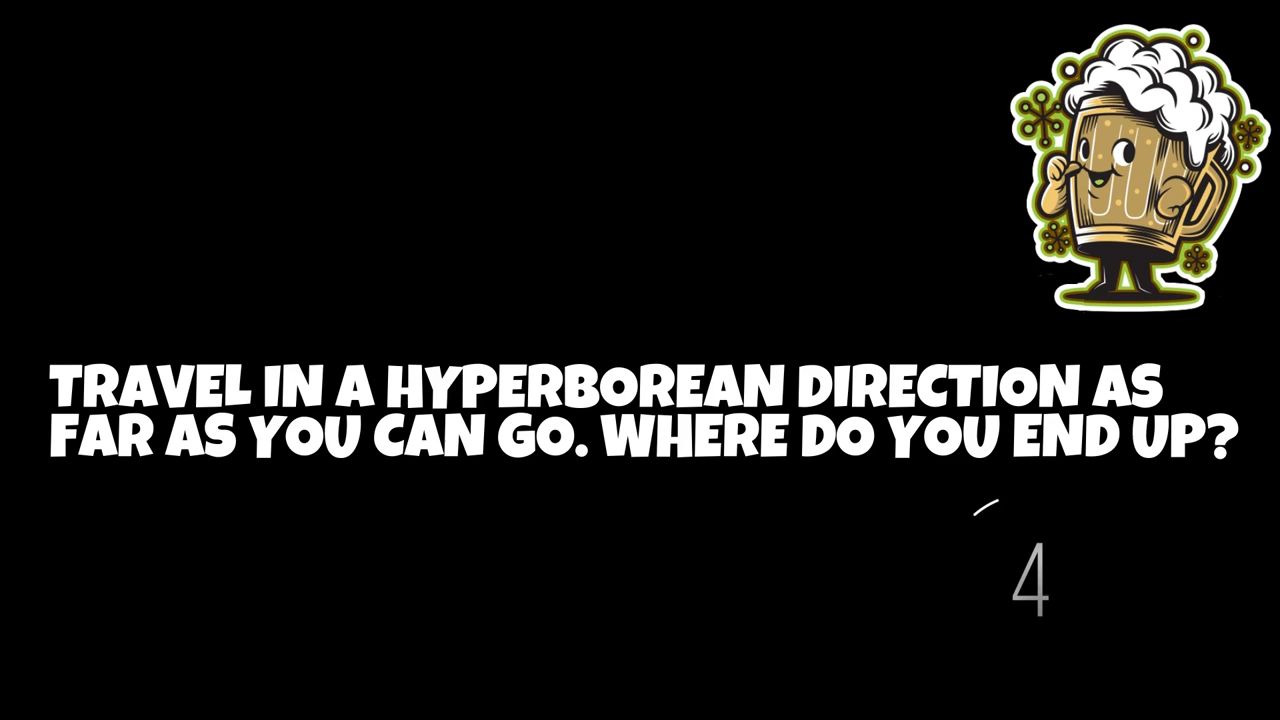 TRAVEL IN A HYPERBOREAN DIRECTION AS
FAR AS YOU CAN GO. WHERE DO YOU END UP?
4